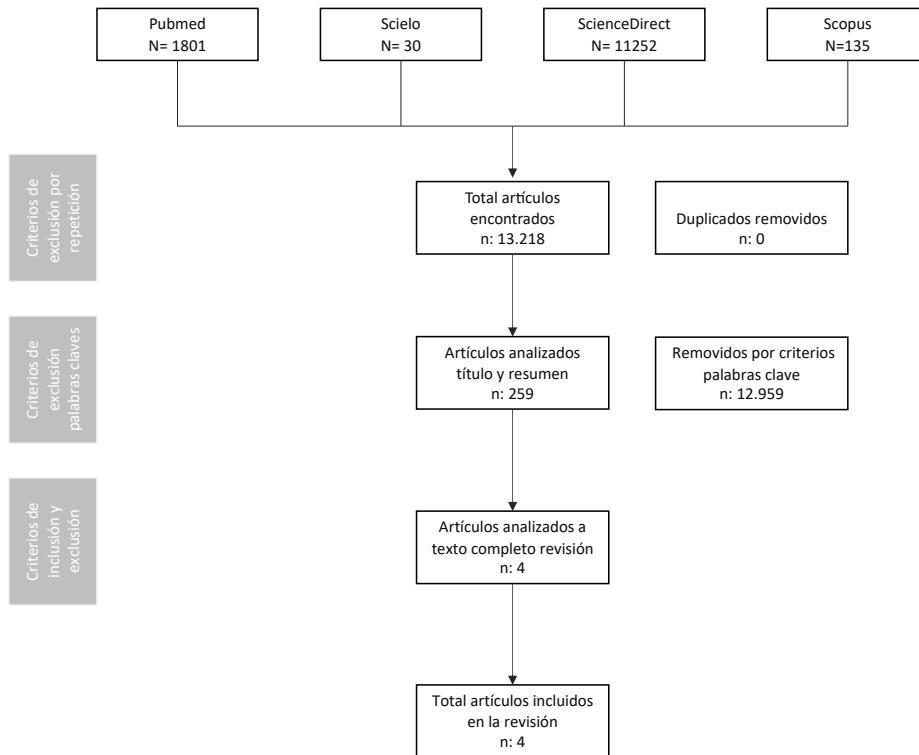 Pubmed
N= 1801
Scielo
N= 30
ScienceDirect
N= 11252
Scopus
N=135
Criterios de
exclusión por
repetición
Total artículos
encontrados
n: 13.218
Duplicados removidos
n: 0
Criterios de
exclusión
palabras claves
Artículos analizados
título y resumen
n: 259
Removidos por criterios
palabras clave
n: 12.959
Criterios de
inclusión y
exclusión
Artículos analizados a
texto completo revisión
n: 4
Total artículos incluidos
en la revisión
n: 4